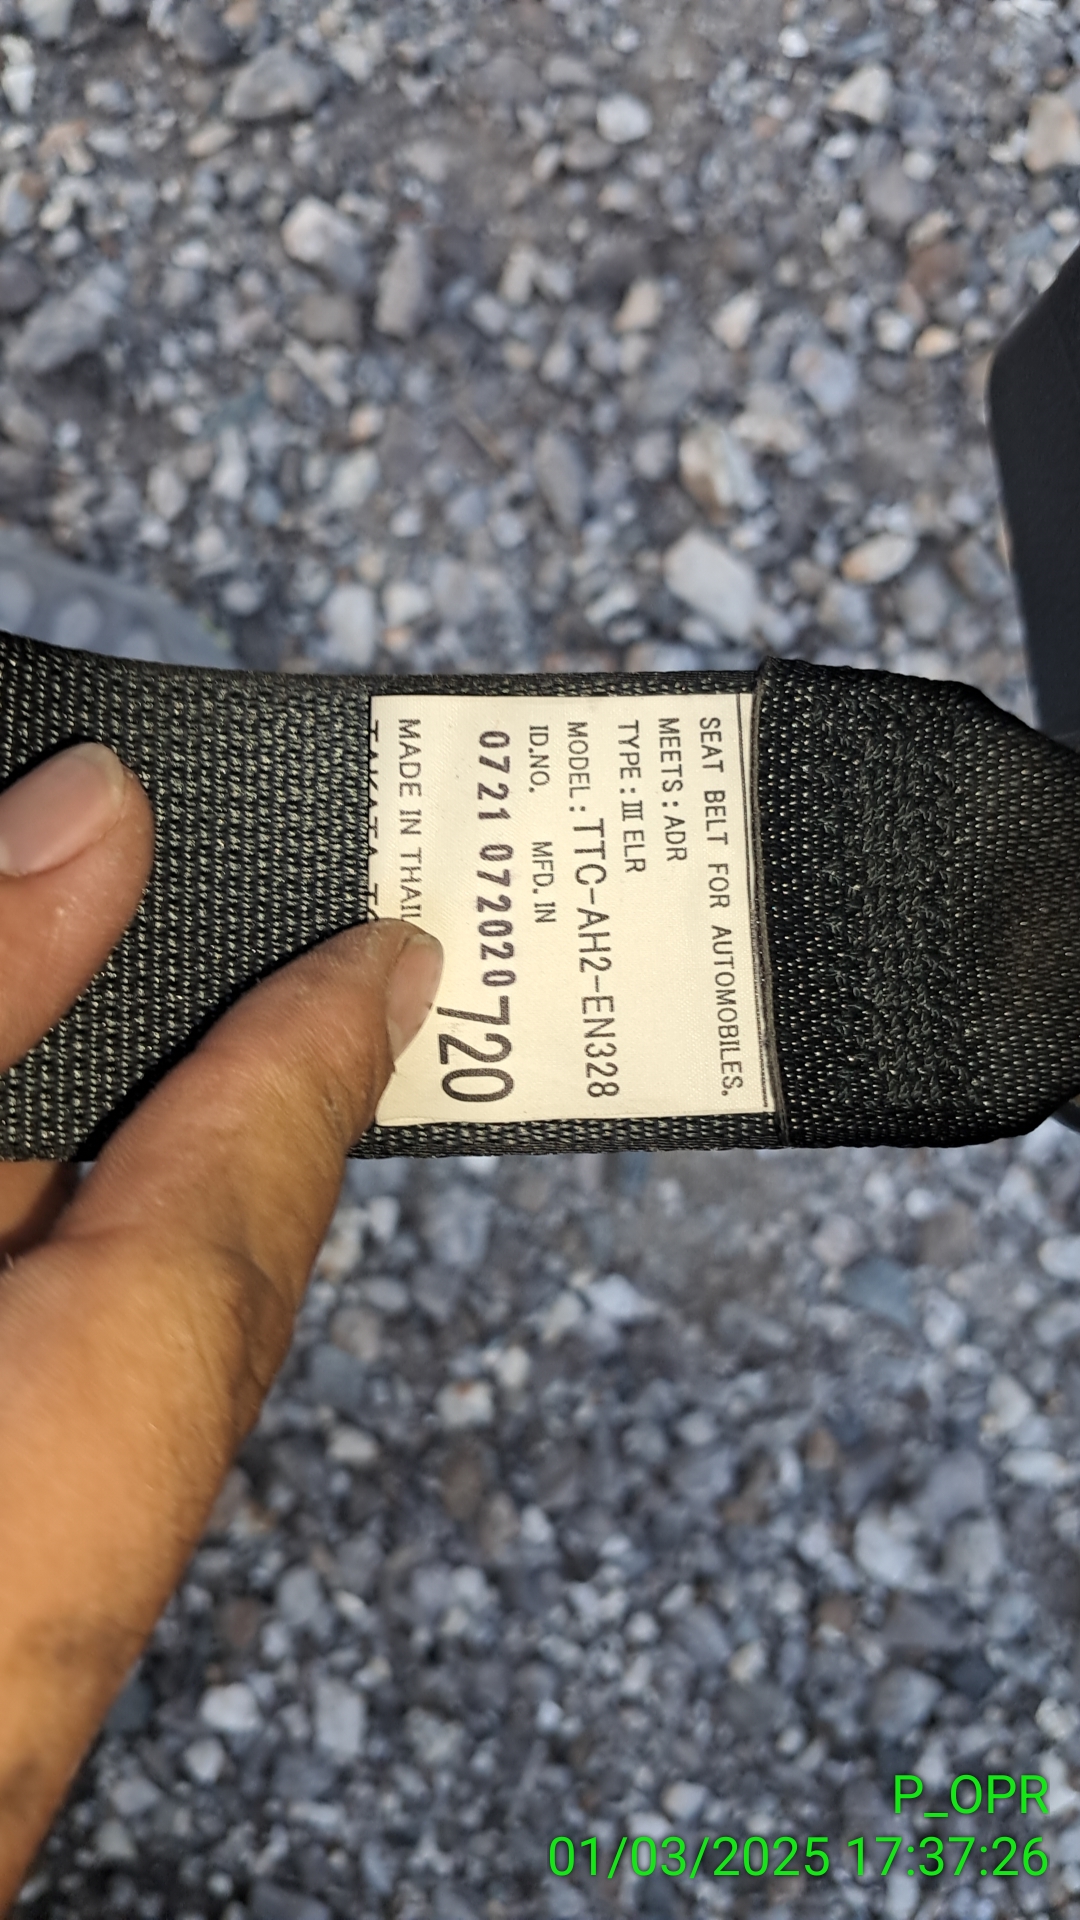 SEAT BELT FOR AUTOMOBILES.
MEETS : ADR
TYPE : III ELR
MODEL : TTC-AH2-EN328
ID.NO. MFD. IN
0721 072020 720
MADE IN THAIL
P_OPR
01/03/2025 17:37:26